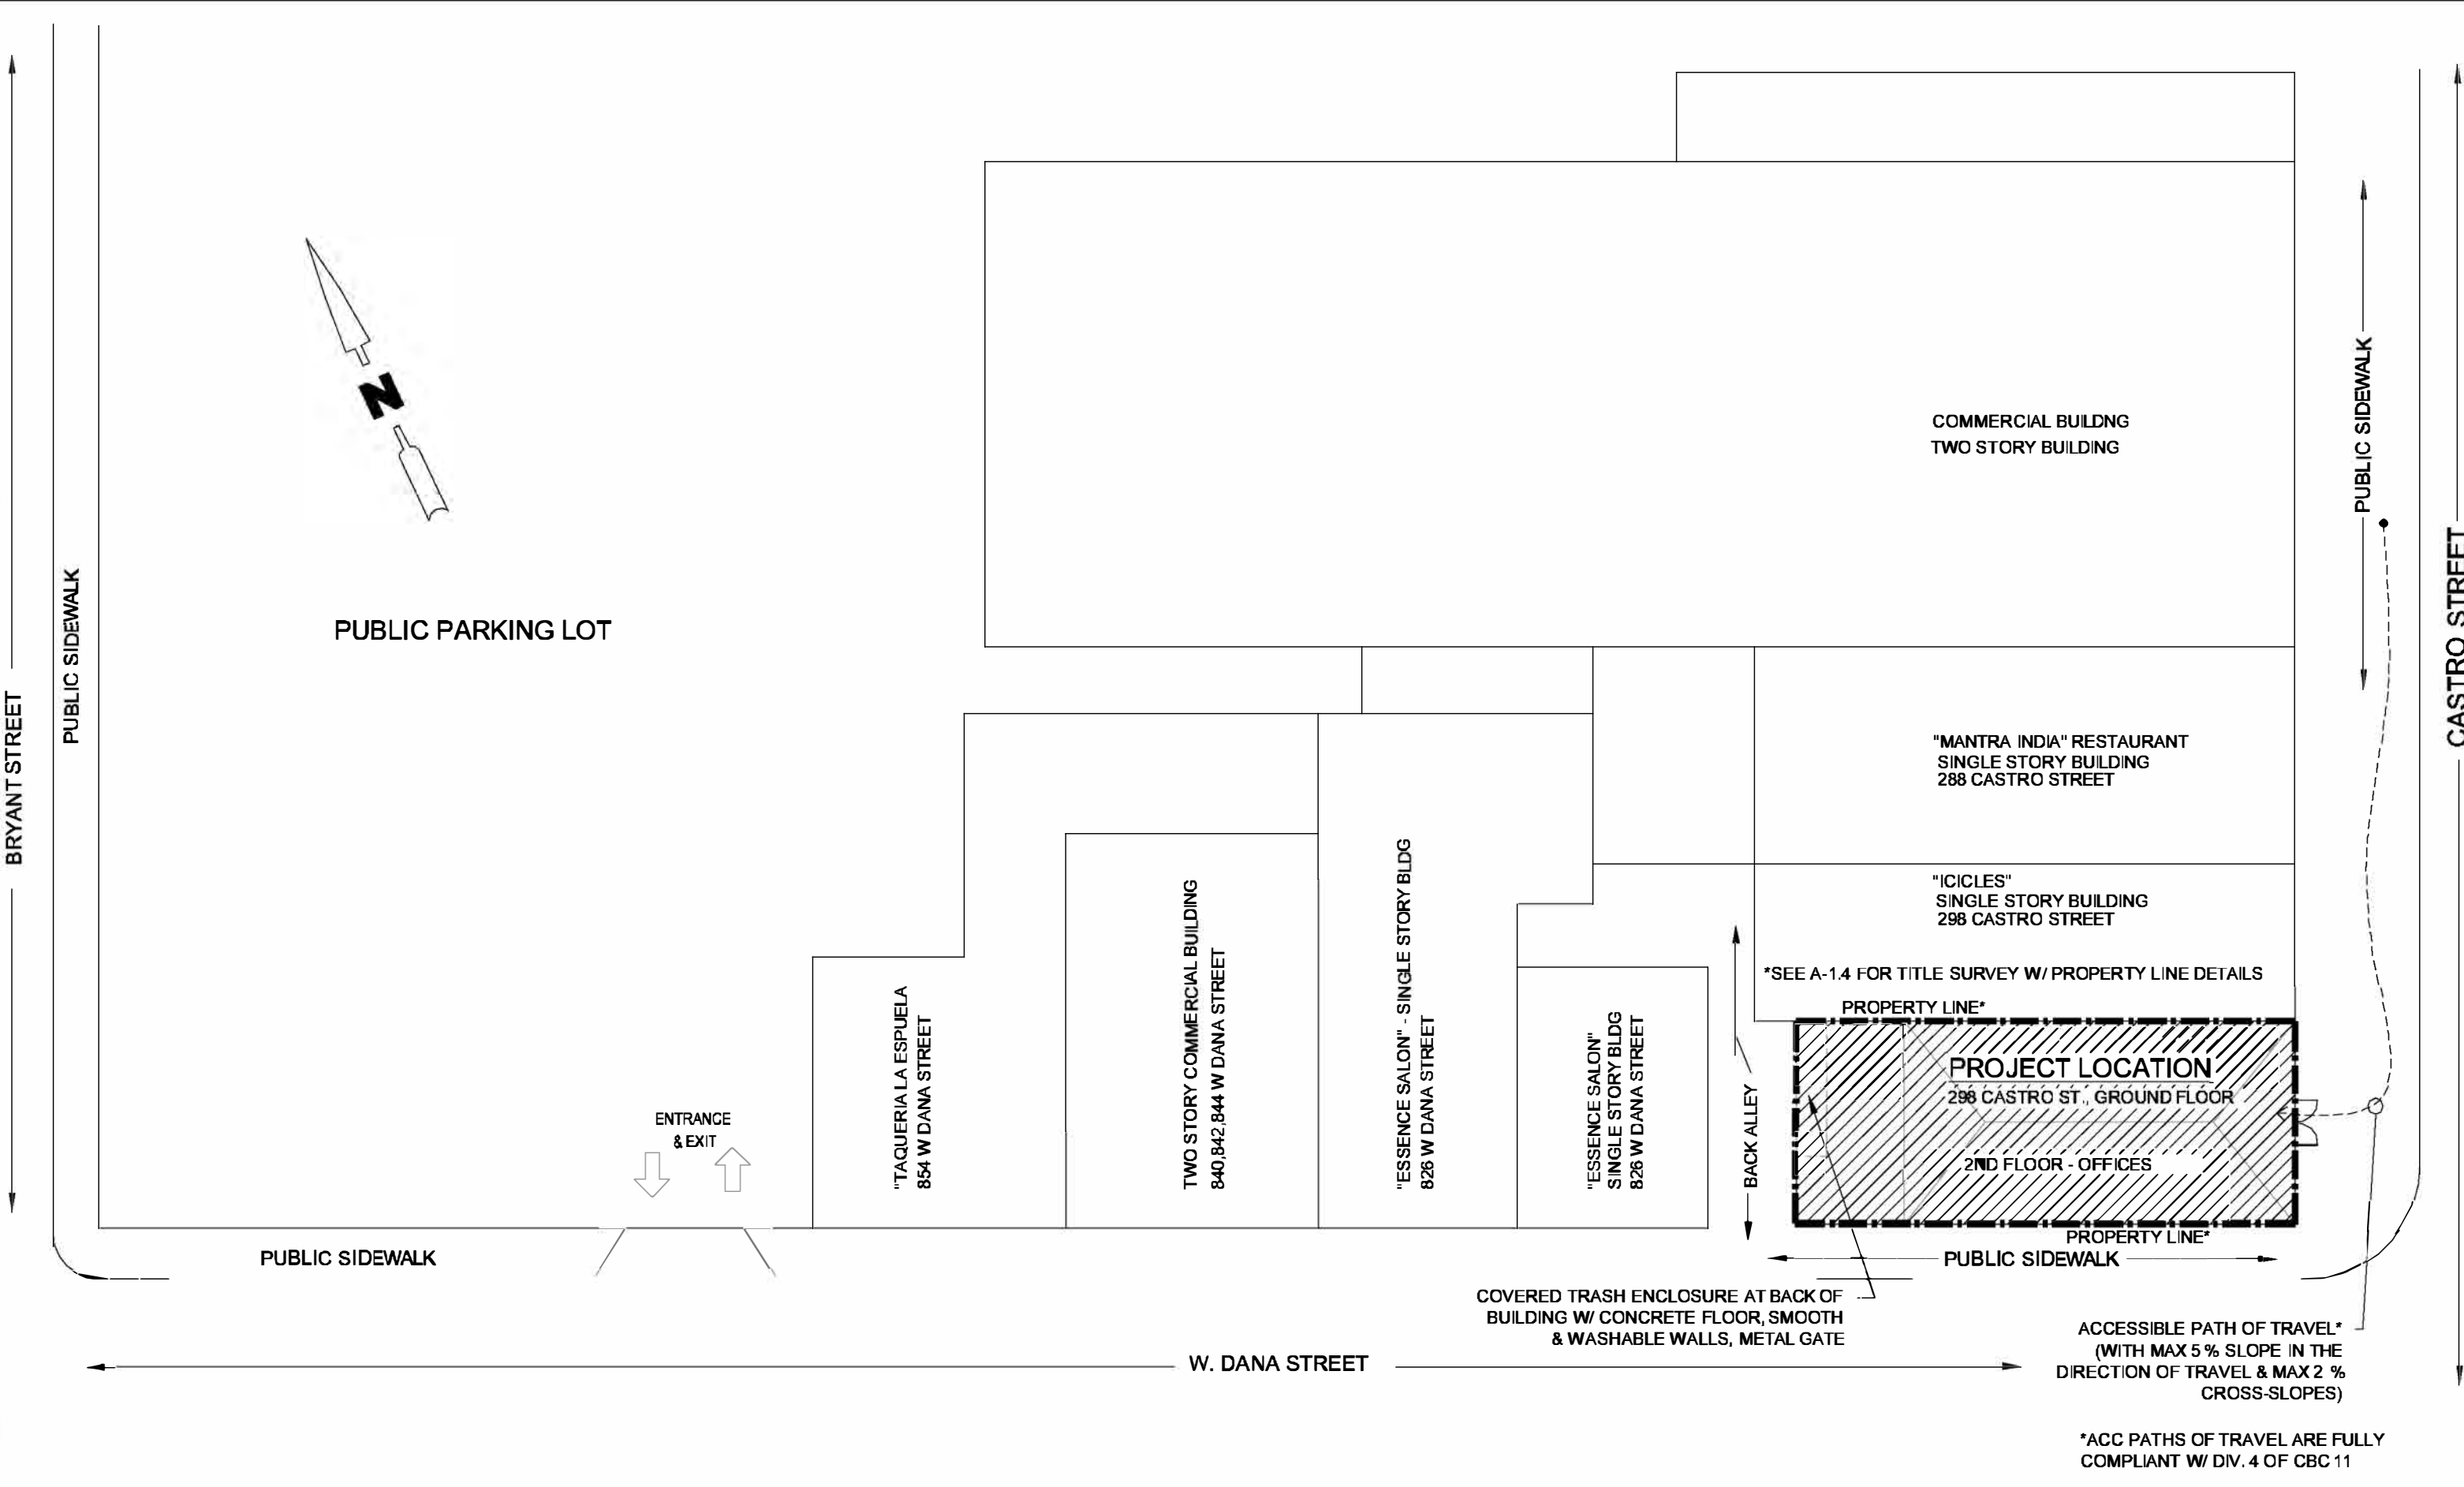 BRYANT STREET
PUBLIC SIDEWALK
N
PUBLIC PARKING LOT
ENTRANCE
& EXIT
PUBLIC SIDEWALK
"TAQUERIA LA ESPUELA
854 W DANA STREET
TWO STORY COMMERCIAL BUILDING
840,842,844 W DANA STREET
"ESSENCE SALON" - SINGLE STORY BLDG
826 W DANA STREET
"ESSENCE SALON"
SINGLE STORY BLDG
826 W DANA STREET
BACK ALLEY
COMMERCIAL BUILDNG
TWO STORY BUILDING
"MANTRA INDIA" RESTAURANT
SINGLE STORY BUILDING
288 CASTRO STREET
"ICICLES"
SINGLE STORY BUILDING
298 CASTRO STREET
*SEE A-1.4 FOR TITLE SURVEY W/ PROPERTY LINE DETAILS
PROPERTY LINE*
PROJECT LOCATION
298 CASTRO ST., GROUND FLOOR
2ND FLOOR - OFFICES
PROPERTY LINE*
PUBLIC SIDEWALK
PUBLIC SIDEWALK
CASTRO STREET
COVERED TRASH ENCLOSURE AT BACK OF
BUILDING W/ CONCRETE FLOOR, SMOOTH
& WASHABLE WALLS, METAL GATE
W. DANA STREET
ACCESSIBLE PATH OF TRAVEL*
(WITH MAX 5 % SLOPE IN THE
DIRECTION OF TRAVEL & MAX 2 %
CROSS-SLOPES)
*ACC PATHS OF TRAVEL ARE FULLY
COMPLIANT W/ DIV. 4 OF CBC 11